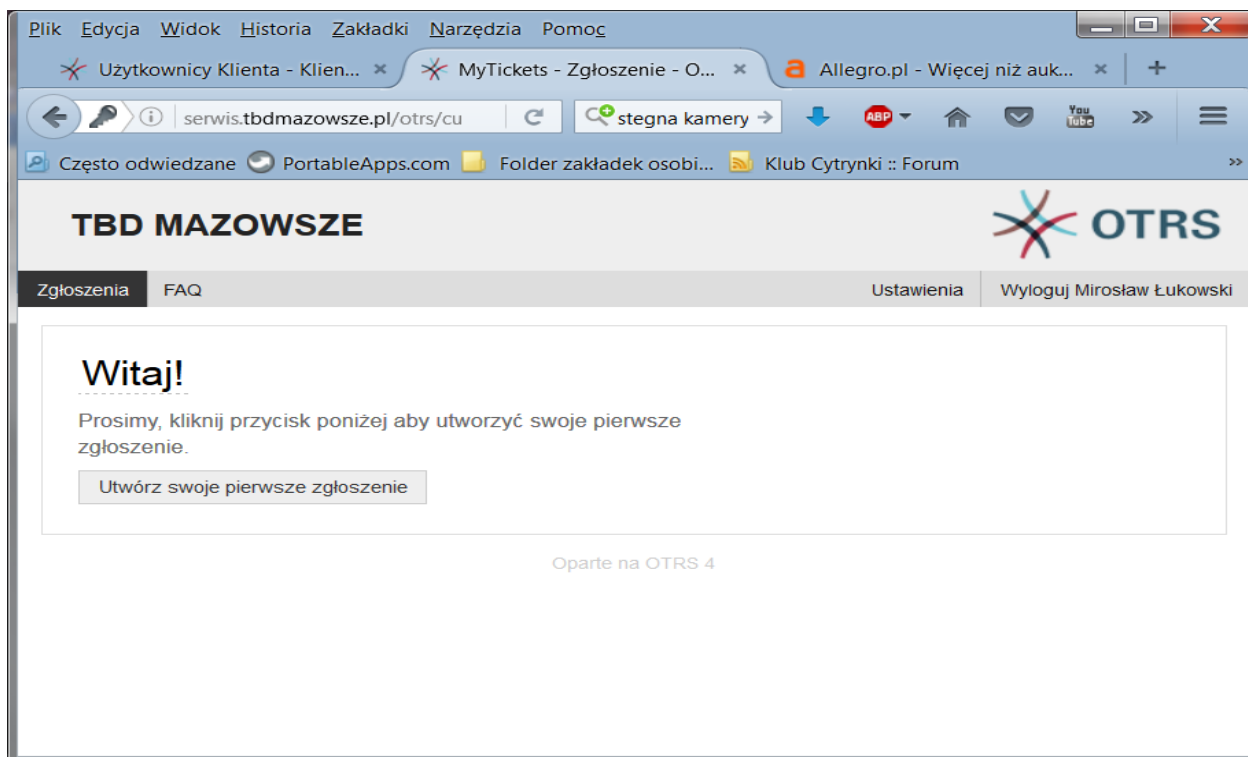 Plik Edycja Widok Historia Zakładki Narzędzia Pomoc
Użytkownicy Klienta - Klien... MyTickets - Zgłoszenie - O... Allegro.pl - Więcej niż auk...
serwis.tbdmazowsze.pl/otrs/cu stegna kamery ABP You Tube
Często odwiedzane PortableApps.com Folder zakładek osobi... Klub Cytrynki :: Forum
TBD MAZOWSZE OTRS
Zgłoszenia FAQ Ustawienia Wyloguj Mirosław Łukowski
Witaj!
Prosimy, kliknij przycisk poniżej aby utworzyć swoje pierwsze
zgłoszenie.
Utwórz swoje pierwsze zgłoszenie
Oparte na OTRS 4